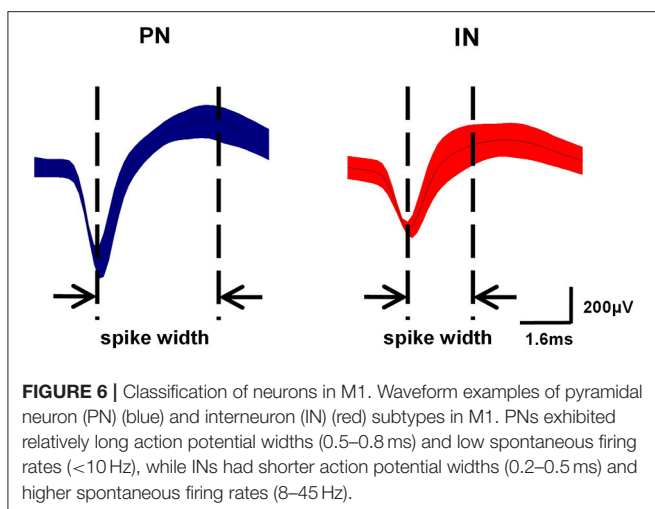 PN
IN
200µV
1.6ms
spike width
spike width
FIGURE 6 | Classification of neurons in M1. Waveform examples of pyramidal
neuron (PN) (blue) and interneuron (IN) (red) subtypes in M1. PNs exhibited
relatively long action potential widths (0.5–0.8 ms) and low spontaneous firing
rates (<10 Hz), while INs had shorter action potential widths (0.2–0.5 ms) and
higher spontaneous firing rates (8–45 Hz).